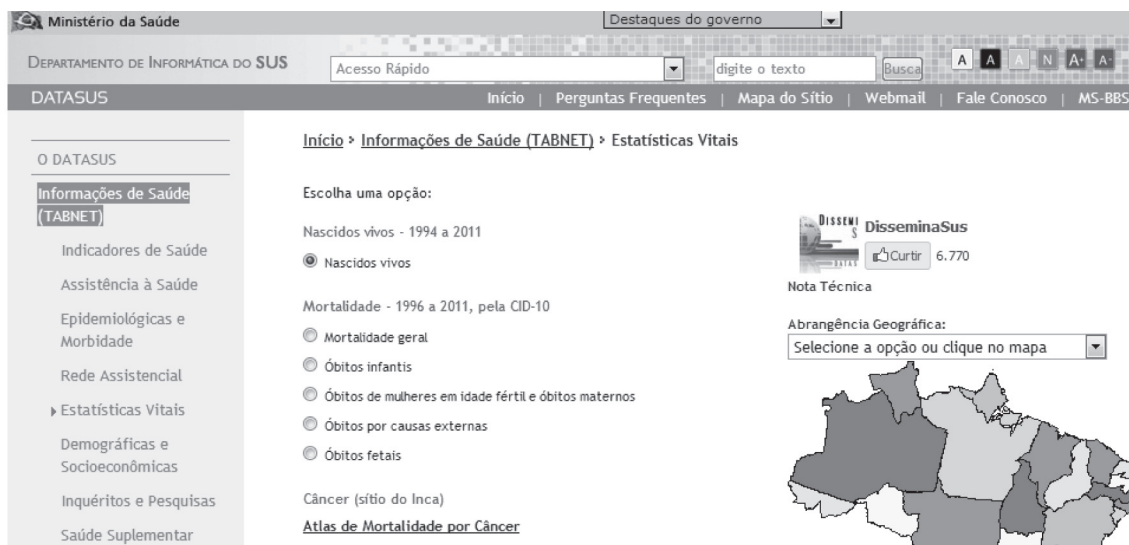 Ministério da Saúde
Destaques do governo
DEPARTAMENTO DE INFORMÁTICA DO SUS
Acesso Rápido
digite o texto
Busca
A A A N A+ A-
DATASUS
Início | Perguntas Frequentes | Mapa do Sítio | Webmail | Fale Conosco | MS-BBS
O DATASUS
Informações de Saúde
(TABNET)
Indicadores de Saúde
Assistência à Saúde
Epidemiológicas e
Morbidade
Rede Assistencial
Estatísticas Vitais
Demográficas e
Socioeconômicas
Inquéritos e Pesquisas
Saúde Suplementar
Início > Informações de Saúde (TABNET) > Estatísticas Vitais
Escolha uma opção:
Nascidos vivos - 1994 a 2011
Nascidos vivos
Mortalidade - 1996 a 2011, pela CID-10
Mortalidade geral
Óbitos infantis
Óbitos de mulheres em idade fértil e óbitos maternos
Óbitos por causas externas
Óbitos fetais
Câncer (sítio do Inca)
Atlas de Mortalidade por Câncer
DISSEMI
S
DATAS
DisseminaSus
Curtir 6.770
Nota Técnica
Abrangência Geográfica:
Selecione a opção ou clique no mapa